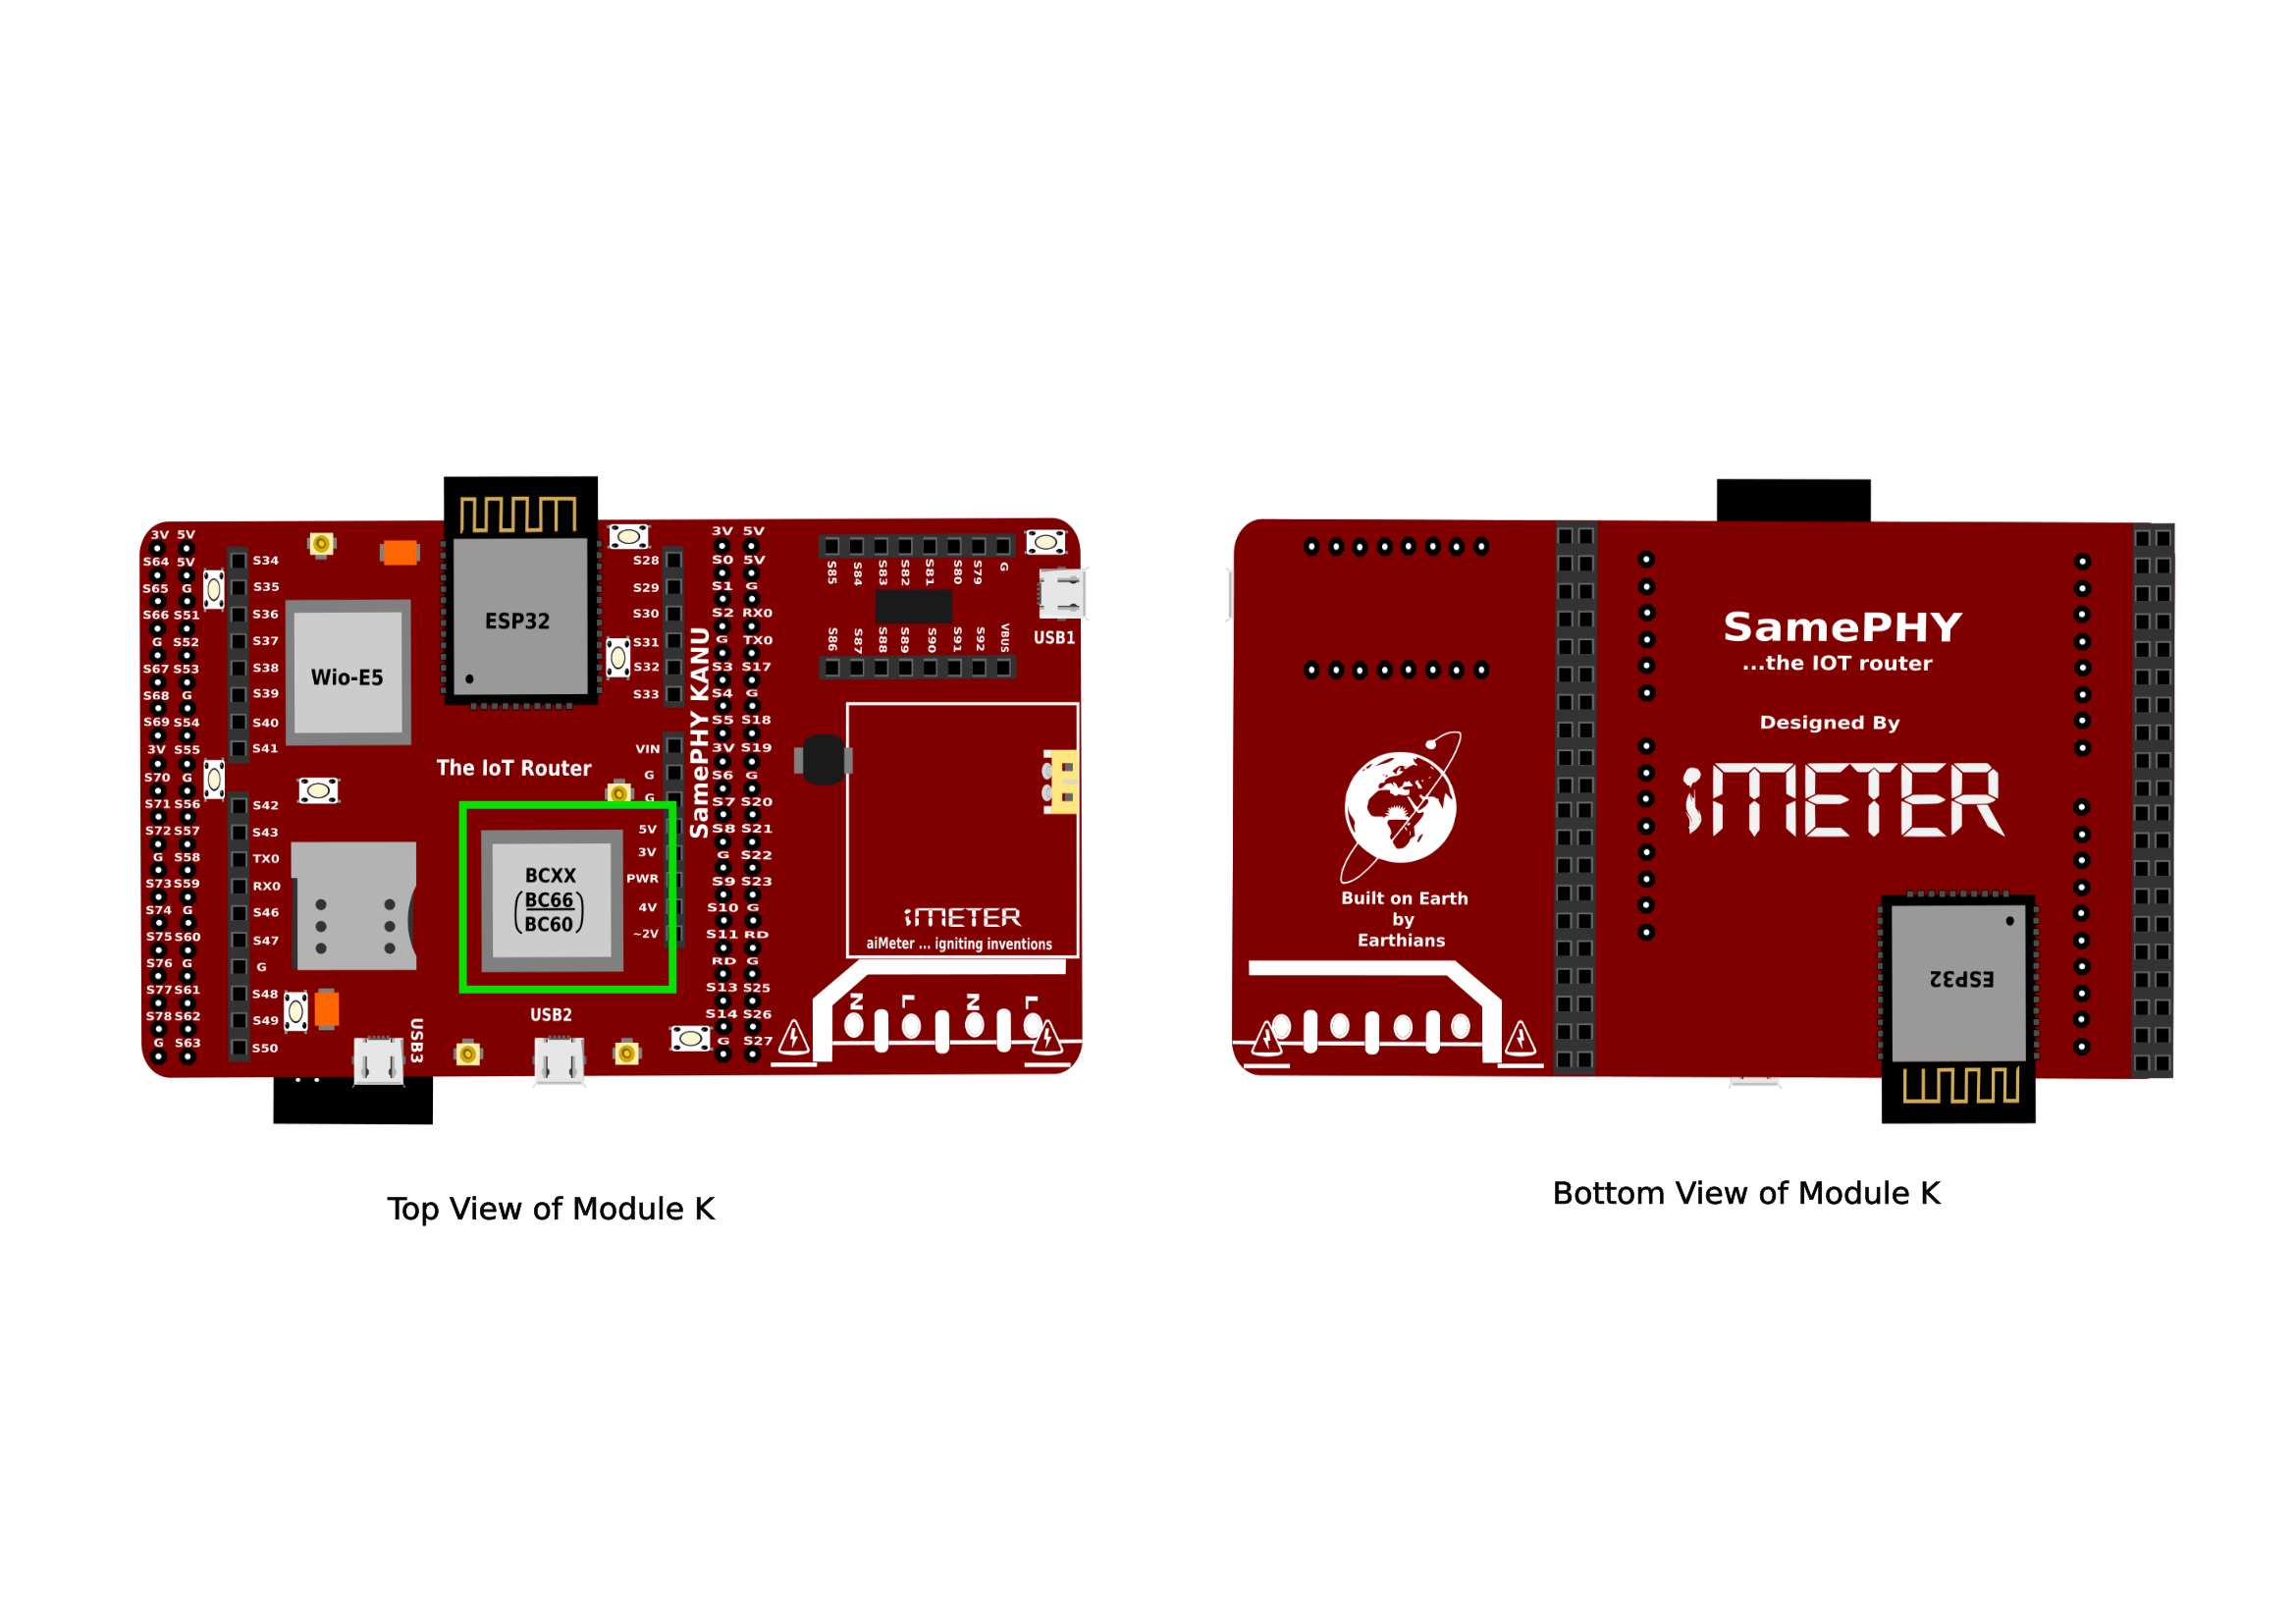 3V 5V
S64 5V
S65 G
S66 S51
G S52
S67 S53
S68 G
S69 S54
3V S55
S70 G
S71 S56
S72 S57
G S58
S73 S59
S74 G
S75 S60
S76 G
S77 S61
S78 S62
G S63
S34
S35
S36
S37
S38
S39
S40
S41
S42
S43
TX0
RX0
S46
S47
G
S48
S49
S50
Wio-E5
ESP32
The IoT Router
BCXX
(BC66
BC60)
USB3
USB2
S28
S29
S30
S31
S32
S33
VIN
G
G
5V
3V
PWR
4V
~2V
SamePHY KANU
3V 5V
S0 5V
S1 G
S2 RX0
G TX0
S3 S17
S4 G
S5 S18
3V S19
S6 G
S7 S20
S8 S21
G S22
S9 S23
S10 G
S11 RD
RD G
S13 S25
S14 S26
G S27
S85 S84 S83 S82 S81 S80 S79 G
S86 S87 S88 S89 S90 S91 S92 VBUS
USB1
iMETER
aiMeter ... igniting inventions
N L N L
Top View of Module K
SamePHY
...the IOT router
Designed By
iMETER
Built on Earth
by
Earthians
ESP32
Bottom View of Module K